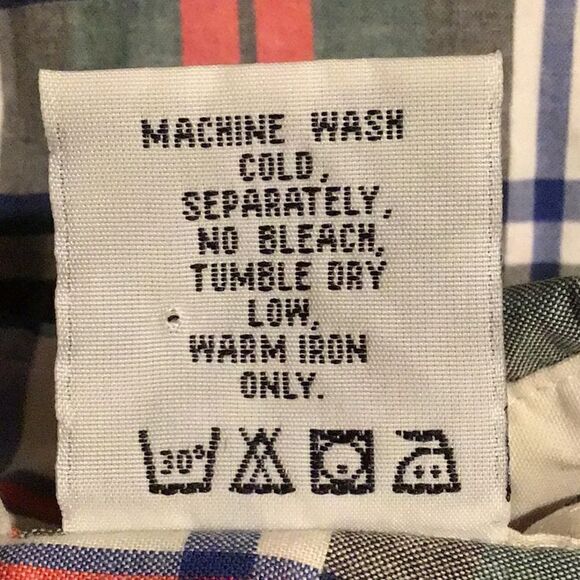 MACHINE WASH
COLD,
SEPARATELY,
NO BLEACH,
TUMBLE DRY
LOW,
WARM IRON
ONLY.
30°